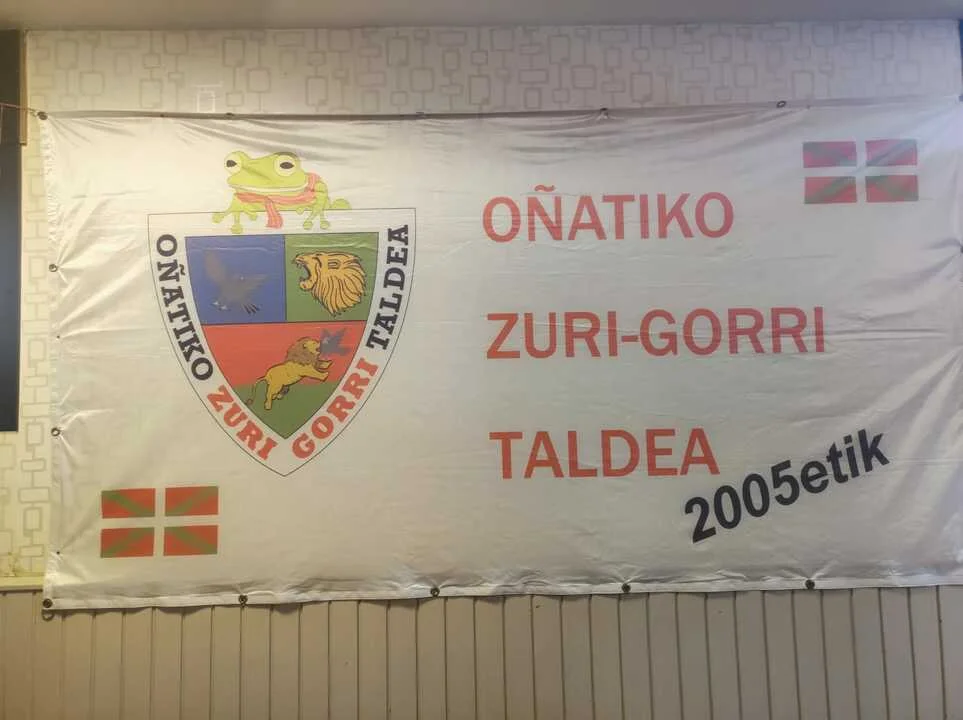 OÑATIKO ZURI GORRI TALDEA
OÑATIKO
ZURI-GORRI
TALDEA
2005etik